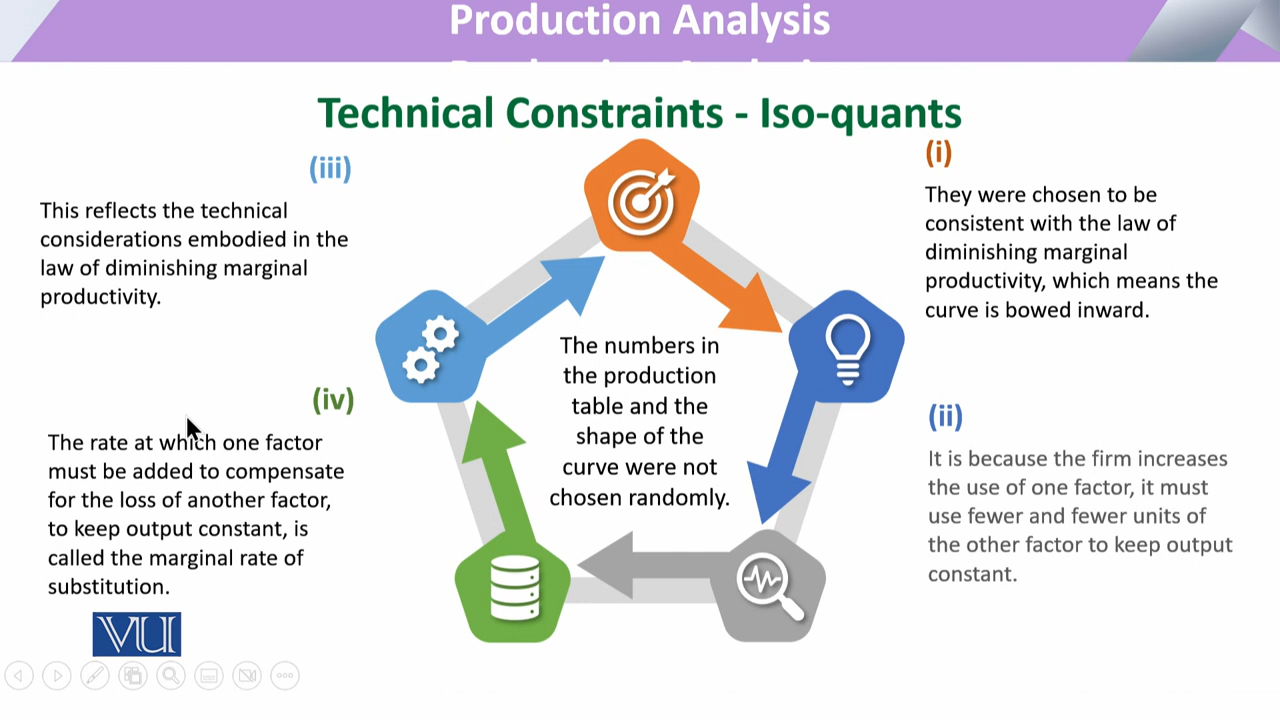 Production Analysis
Technical Constraints - Iso-quants
(i)
They were chosen to be
consistent with the law of
diminishing marginal
productivity, which means the
curve is bowed inward.
(ii)
It is because the firm increases
the use of one factor, it must
use fewer and fewer units of
the other factor to keep output
constant.
(iii)
This reflects the technical
considerations embodied in the
law of diminishing marginal
productivity.
(iv)
The rate at which one factor
must be added to compensate
for the loss of another factor,
to keep output constant, is
called the marginal rate of
substitution.
The numbers in
the production
table and the
shape of the
curve were not
chosen randomly.
VU